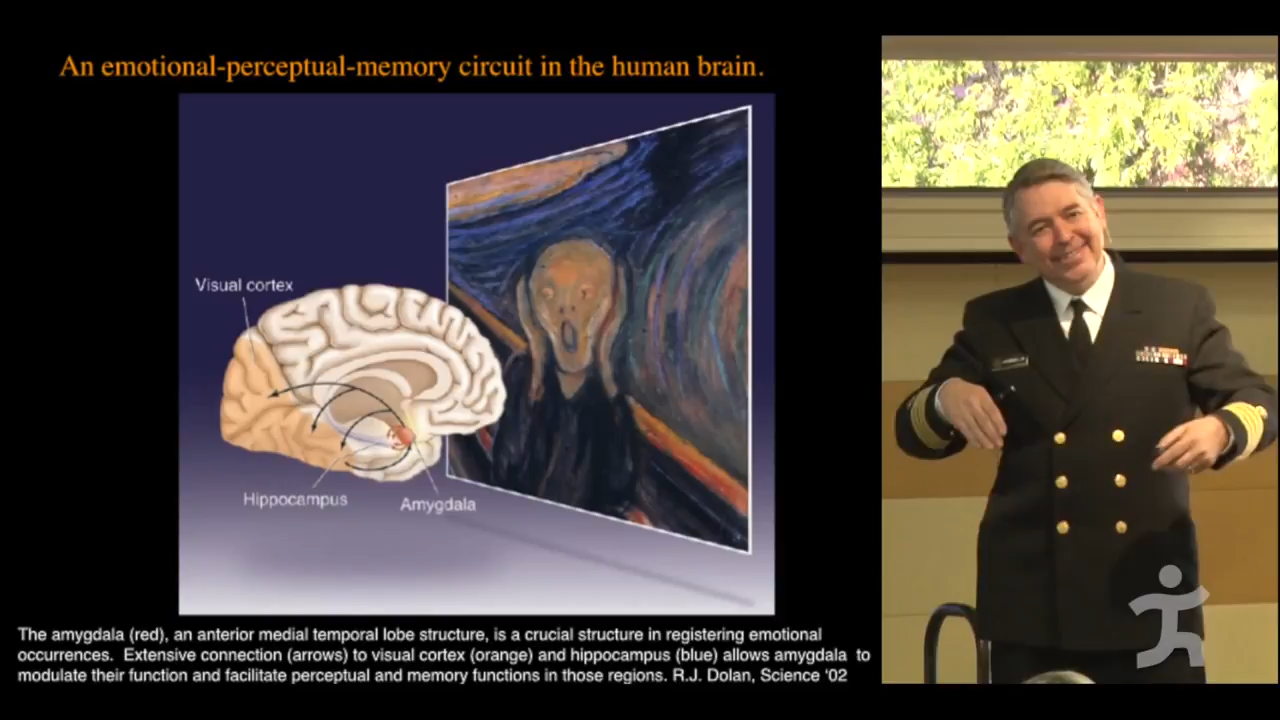 An emotional-perceptual-memory circuit in the human brain.
Visual cortex
Hippocampus
Amygdala
The amygdala (red), an anterior medial temporal lobe structure, is a crucial structure in registering emotional
occurrences.  Extensive connection (arrows) to visual cortex (orange) and hippocampus (blue) allows amygdala  to
modulate their function and facilitate perceptual and memory functions in those regions. R.J. Dolan, Science '02